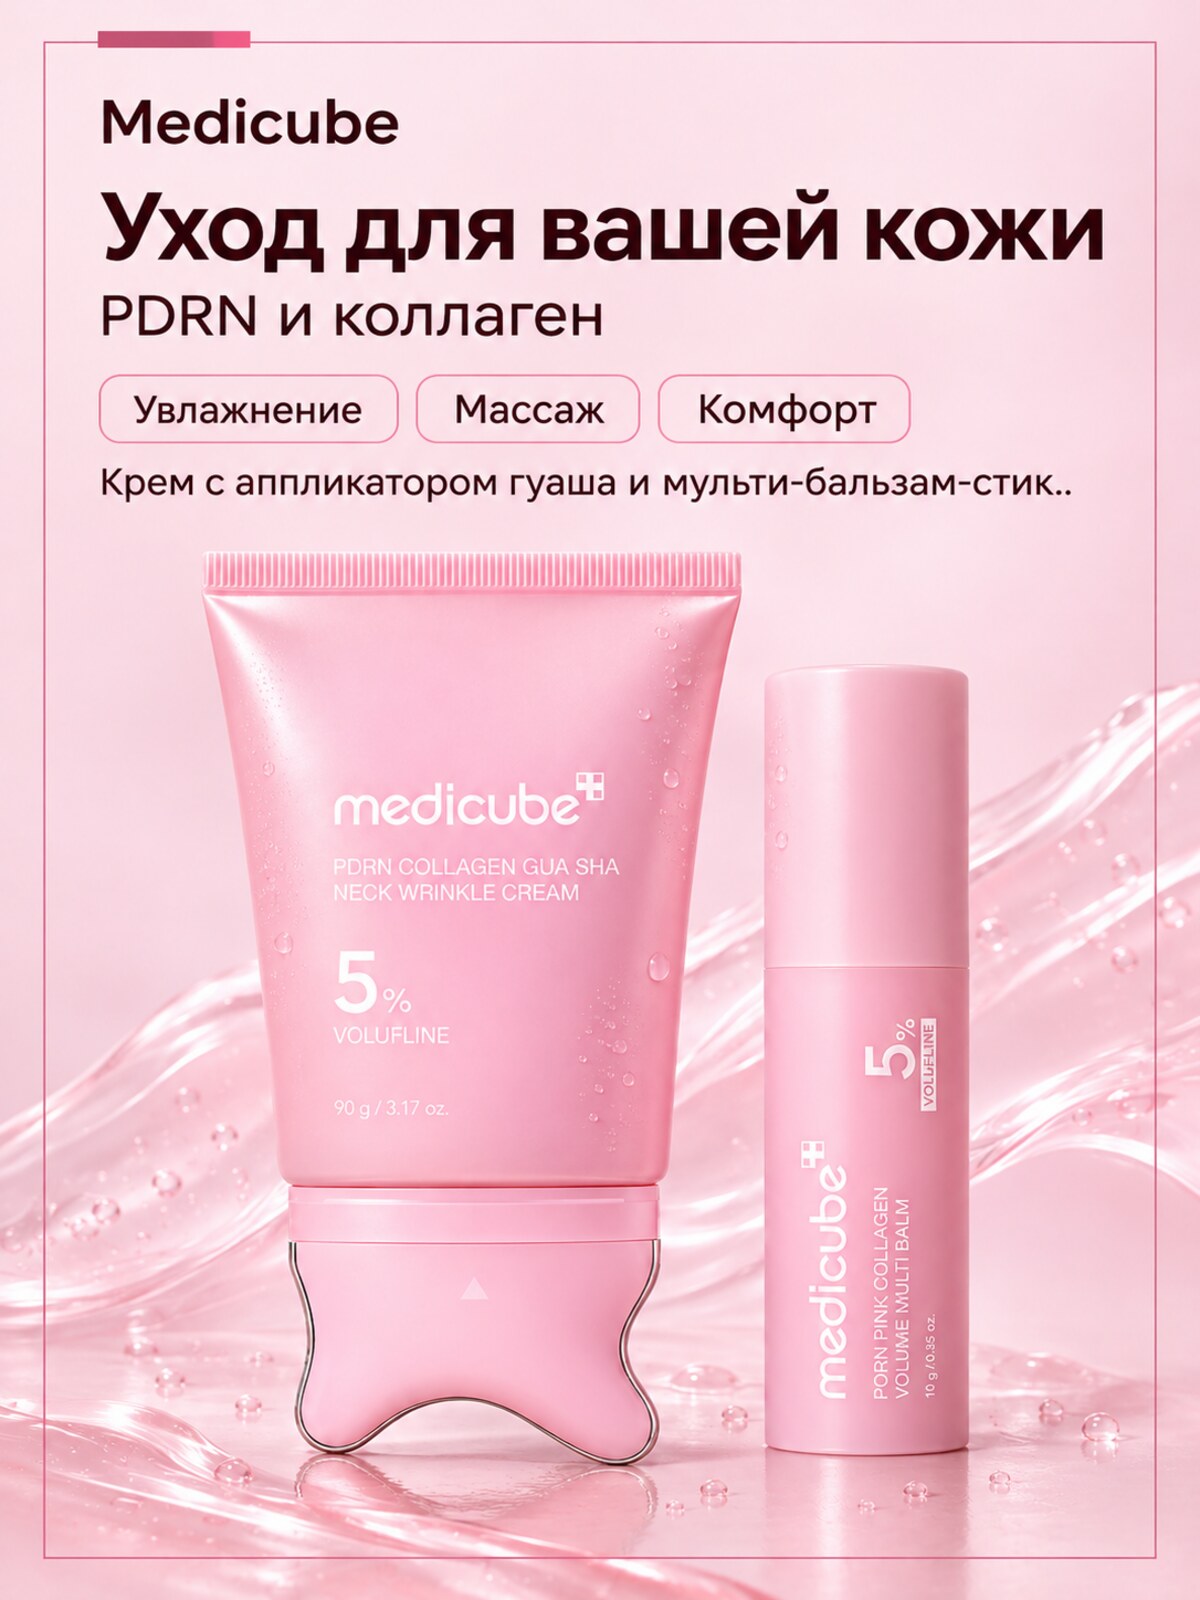 Medicube
Уход для вашей кожи
PDRN и коллаген
Увлажнение
Массаж
Комфорт
Крем с аппликатором гуаша и мульти-бальзам-стик..
medicube
PDRN COLLAGEN GUA SHA
NECK WRINKLE CREAM
5%
VOLUFLINE
90 g / 3.17 oz.
5%
VOLUFLINE
medicube
PORN PINK COLLAGEN
VOLUME MULTI BALM
10 g / 0.35 oz.